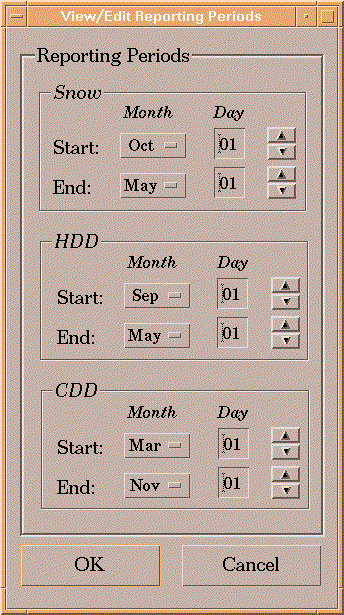 View/Edit Reporting Periods
Reporting Periods
Snow
Month Day
Start: Oct 01
End: May 01
HDD
Month Day
Start: Sep 01
End: May 01
CDD
Month Day
Start: Mar 01
End: Nov 01
OK Cancel